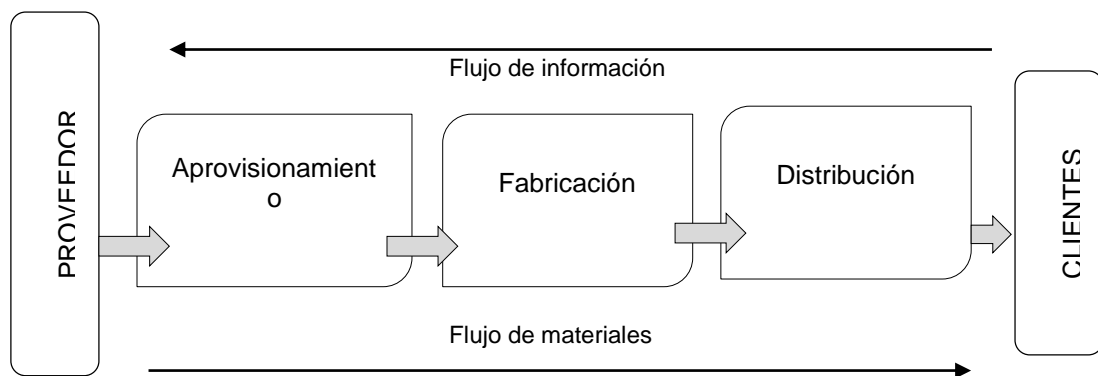 Flujo de información
PROVEEDOR
Aprovisionamient
o
Fabricación
Distribución
CLIENTES
Flujo de materiales